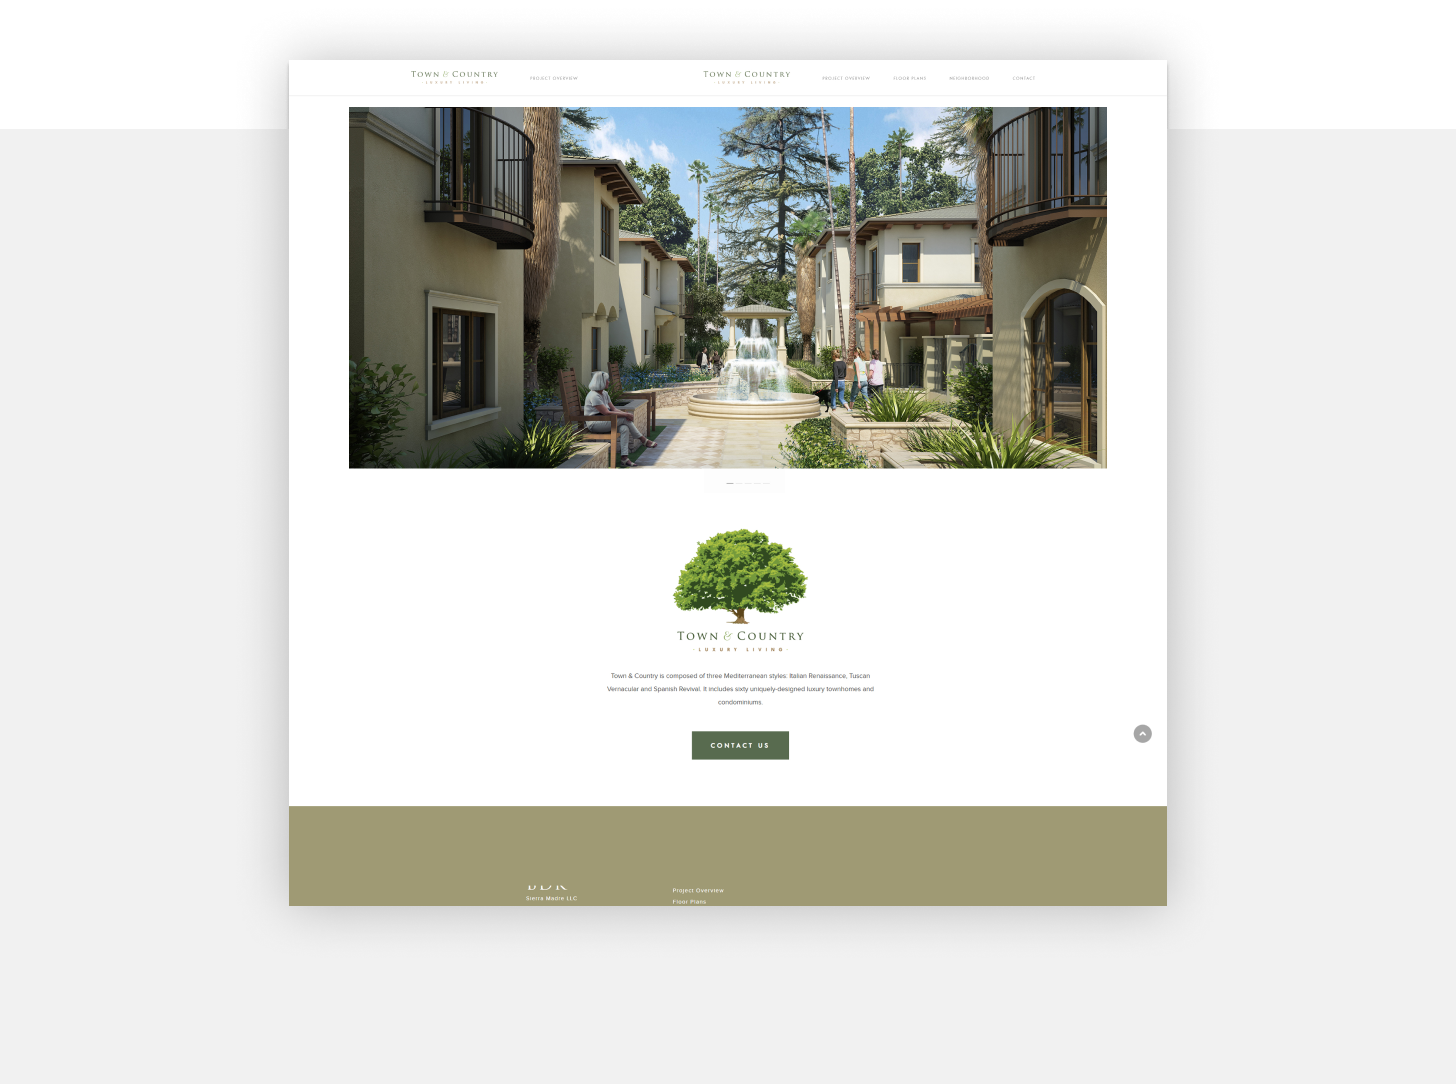 TOWN & COUNTRY
LUXURY LIVING
PROJECT OVERVIEW
TOWN & COUNTRY
LUXURY LIVING
PROJECT OVERVIEW
FLOOR PLANS
NEIGHBORHOOD
CONTACT
TOWN & COUNTRY
· LUXURY LIVING ·
Town & Country is composed of three Mediterranean styles: Italian Renaissance, Tuscan
Vernacular and Spanish Revival. It includes sixty uniquely-designed luxury townhomes and
condominiums.
CONTACT US
Sierra Madre LLC
Project Overview
Floor Plans